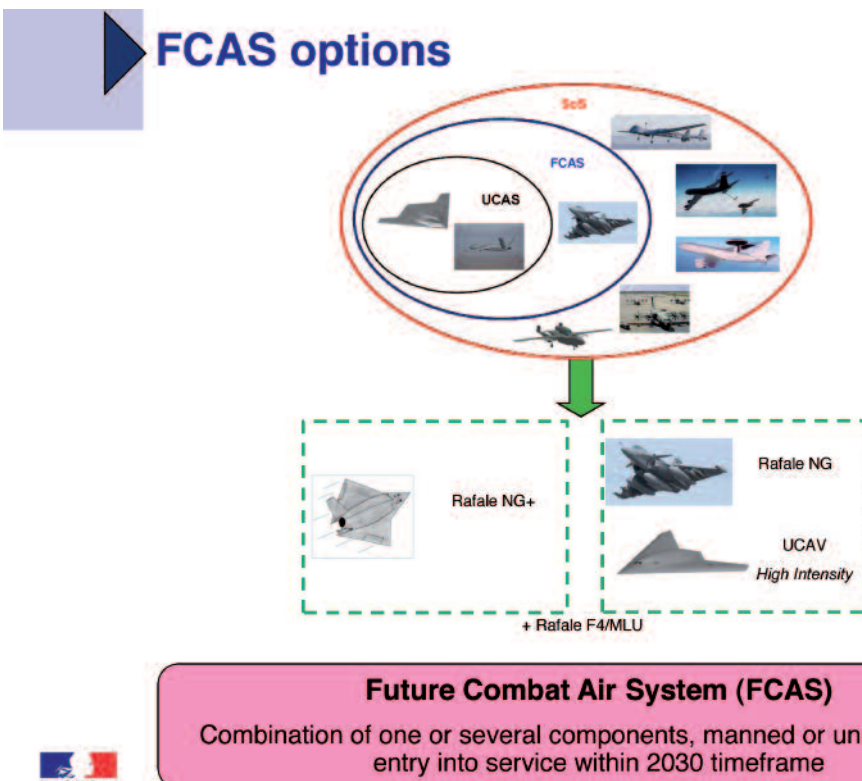 FCAS options
SoS
FCAS
UCAS
Rafale NG+
Rafale NG
UCAV
High Intensity
+ Rafale F4/MLU
Future Combat Air System (FCAS)
Combination of one or several components, manned or un
entry into service within 2030 timeframe